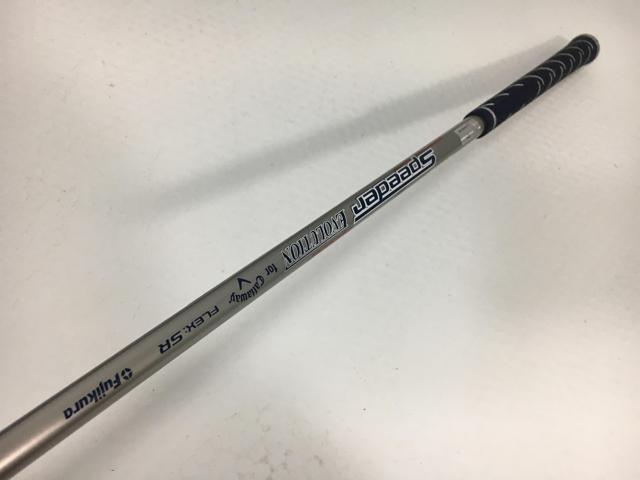 Speeder
EVOLUTION
for Callaway
FLEX: SR
Fujikura